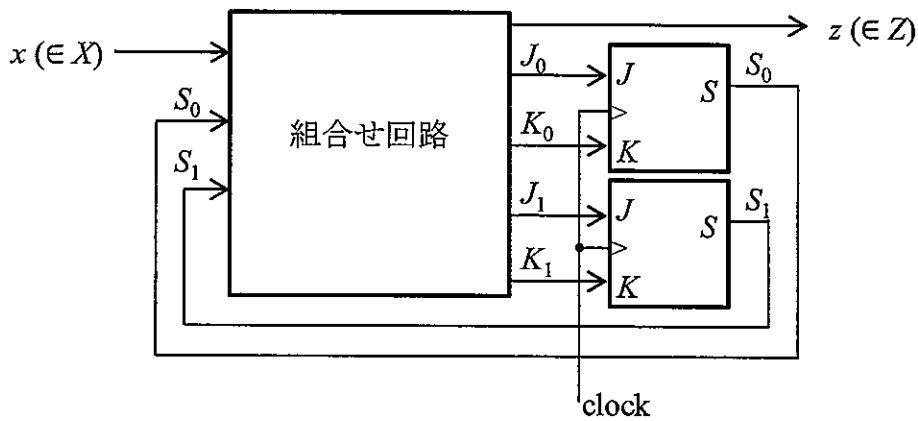 x (∈ X)
S₀
S₁
組合せ回路
z (∈ Z)
J₀
K₀
J₁
K₁
J
K
S
S₀
J
K
S
S₁
clock